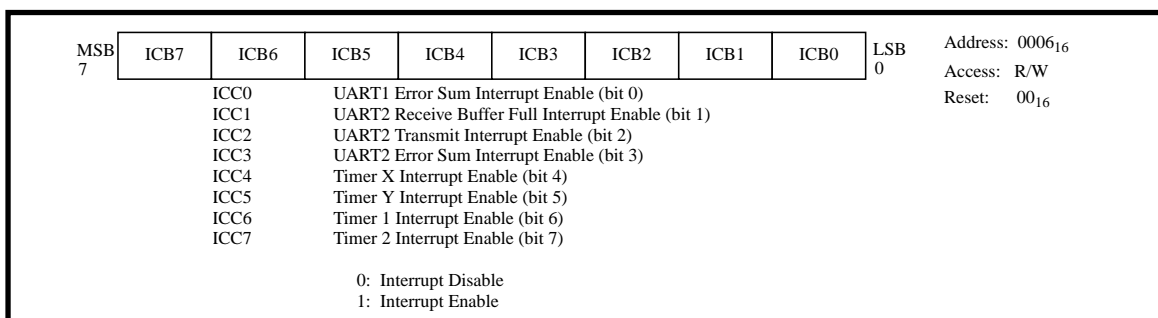 MSB 7 ICB7 ICB6 ICB5 ICB4 ICB3 ICB2 ICB1 ICB0 LSB 0
Address: 0006₁₆
Access: R/W
Reset: 00₁₆
ICC0 UART1 Error Sum Interrupt Enable (bit 0)
ICC1 UART2 Receive Buffer Full Interrupt Enable (bit 1)
ICC2 UART2 Transmit Interrupt Enable (bit 2)
ICC3 UART2 Error Sum Interrupt Enable (bit 3)
ICC4 Timer X Interrupt Enable (bit 4)
ICC5 Timer Y Interrupt Enable (bit 5)
ICC6 Timer 1 Interrupt Enable (bit 6)
ICC7 Timer 2 Interrupt Enable (bit 7)
0: Interrupt Disable
1: Interrupt Enable